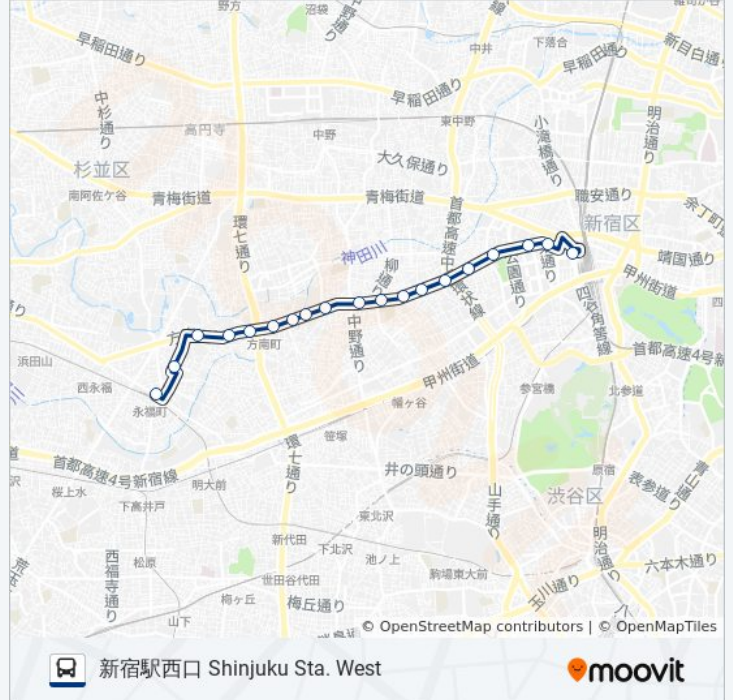 野方
沼袋
中野通り
線
早稲田通り
中井
下落合
早稲田通り
新目白通り
早稲田通り
中杉通り
高円寺
中野
東中野
小滝橋通り
明治通り
杉並区
大久保通り
南阿佐ケ谷
青梅街道
青梅街道
職安通り
余丁町通
首都高速中
環状線
新宿区
環七通り
神田川
柳通り
公園通り
通り
靖国通り
甲州街道
四
四谷角筈線
方
方南町
中野通り
首都高速4号新
浜田山
西永福
永福町
甲州街道
幡ヶ谷
参宮橋
北参道
笹塚
環七通り
道
首都高速4号新宿線
井の頭通り
原宿
青山通
沢
桜上水
明大前
下高井戸
山手通り
渋谷区
表参道り
東北沢
新代田
下北沢
池ノ上
明治通り
六本木通り
西福寺通り
松原
世田谷代田
駒場東大前
玉川通り
梅ヶ丘
梅丘通り
山下
© OpenStreetMap contributors | © OpenMapTiles
新宿駅西口 Shinjuku Sta. West
moovit